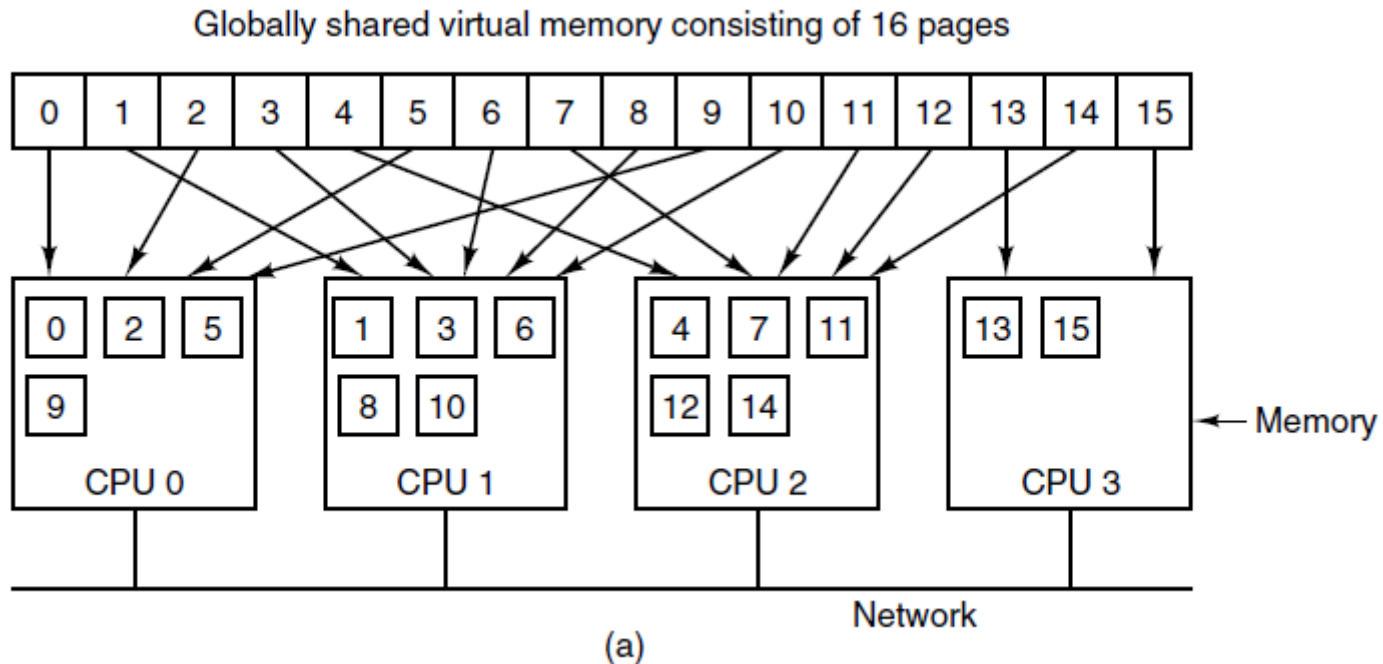 Globally shared virtual memory consisting of 16 pages
0 1 2 3 4 5 6 7 8 9 10 11 12 13 14 15
0 2 5 1 3 6 4 7 11 13 15
9 8 10 12 14
Memory
CPU 0 CPU 1 CPU 2 CPU 3
Network
(a)